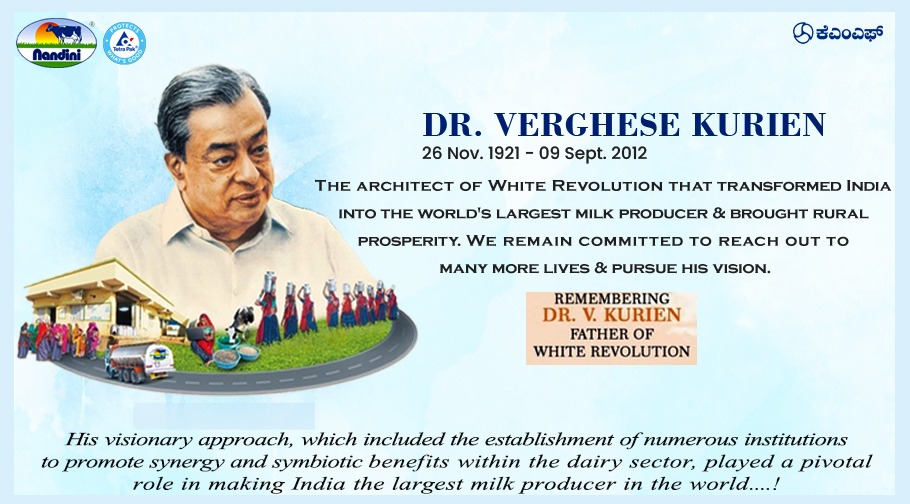 Nandini
PROTECTS
Tetra Pak
WHAT'S GOOD
ಕೆಎಂಎಫ್
DR. VERGHESE KURIEN
26 Nov. 1921 - 09 Sept. 2012
THE ARCHITECT OF WHITE REVOLUTION THAT TRANSFORMED INDIA
INTO THE WORLD'S LARGEST MILK PRODUCER & BROUGHT RURAL
PROSPERITY. WE REMAIN COMMITTED TO REACH OUT TO
MANY MORE LIVES & PURSUE HIS VISION.
REMEMBERING
DR. V. KURIEN
FATHER OF
WHITE REVOLUTION
His visionary approach, which included the establishment of numerous institutions
to promote synergy and symbiotic benefits within the dairy sector, played a pivotal
role in making India the largest milk producer in the world....!